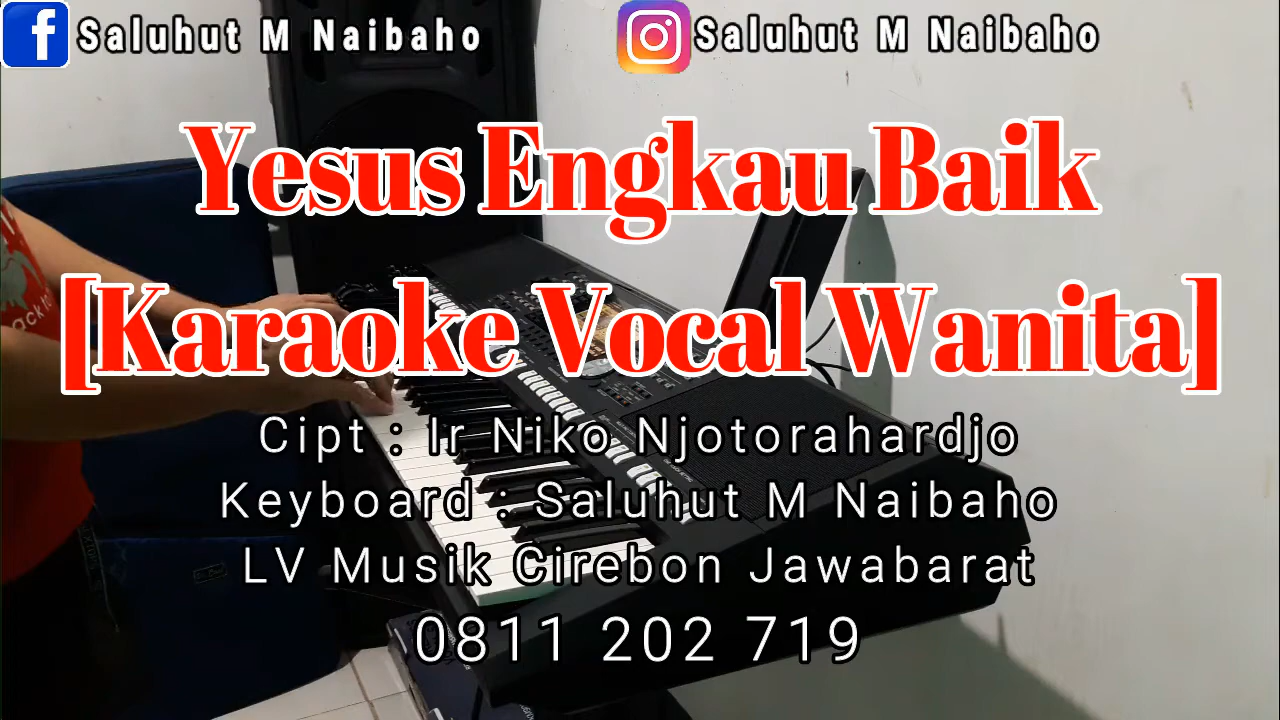 Saluhut M Naibaho
Saluhut M Naibaho
Yesus Engkau Baik
[Karaoke Vocal Wanita]
Cipt : Ir Niko Njotorahardjo
Keyboard : Saluhut M Naibaho
LV Musik Cirebon Jawabarat
0811 202 719